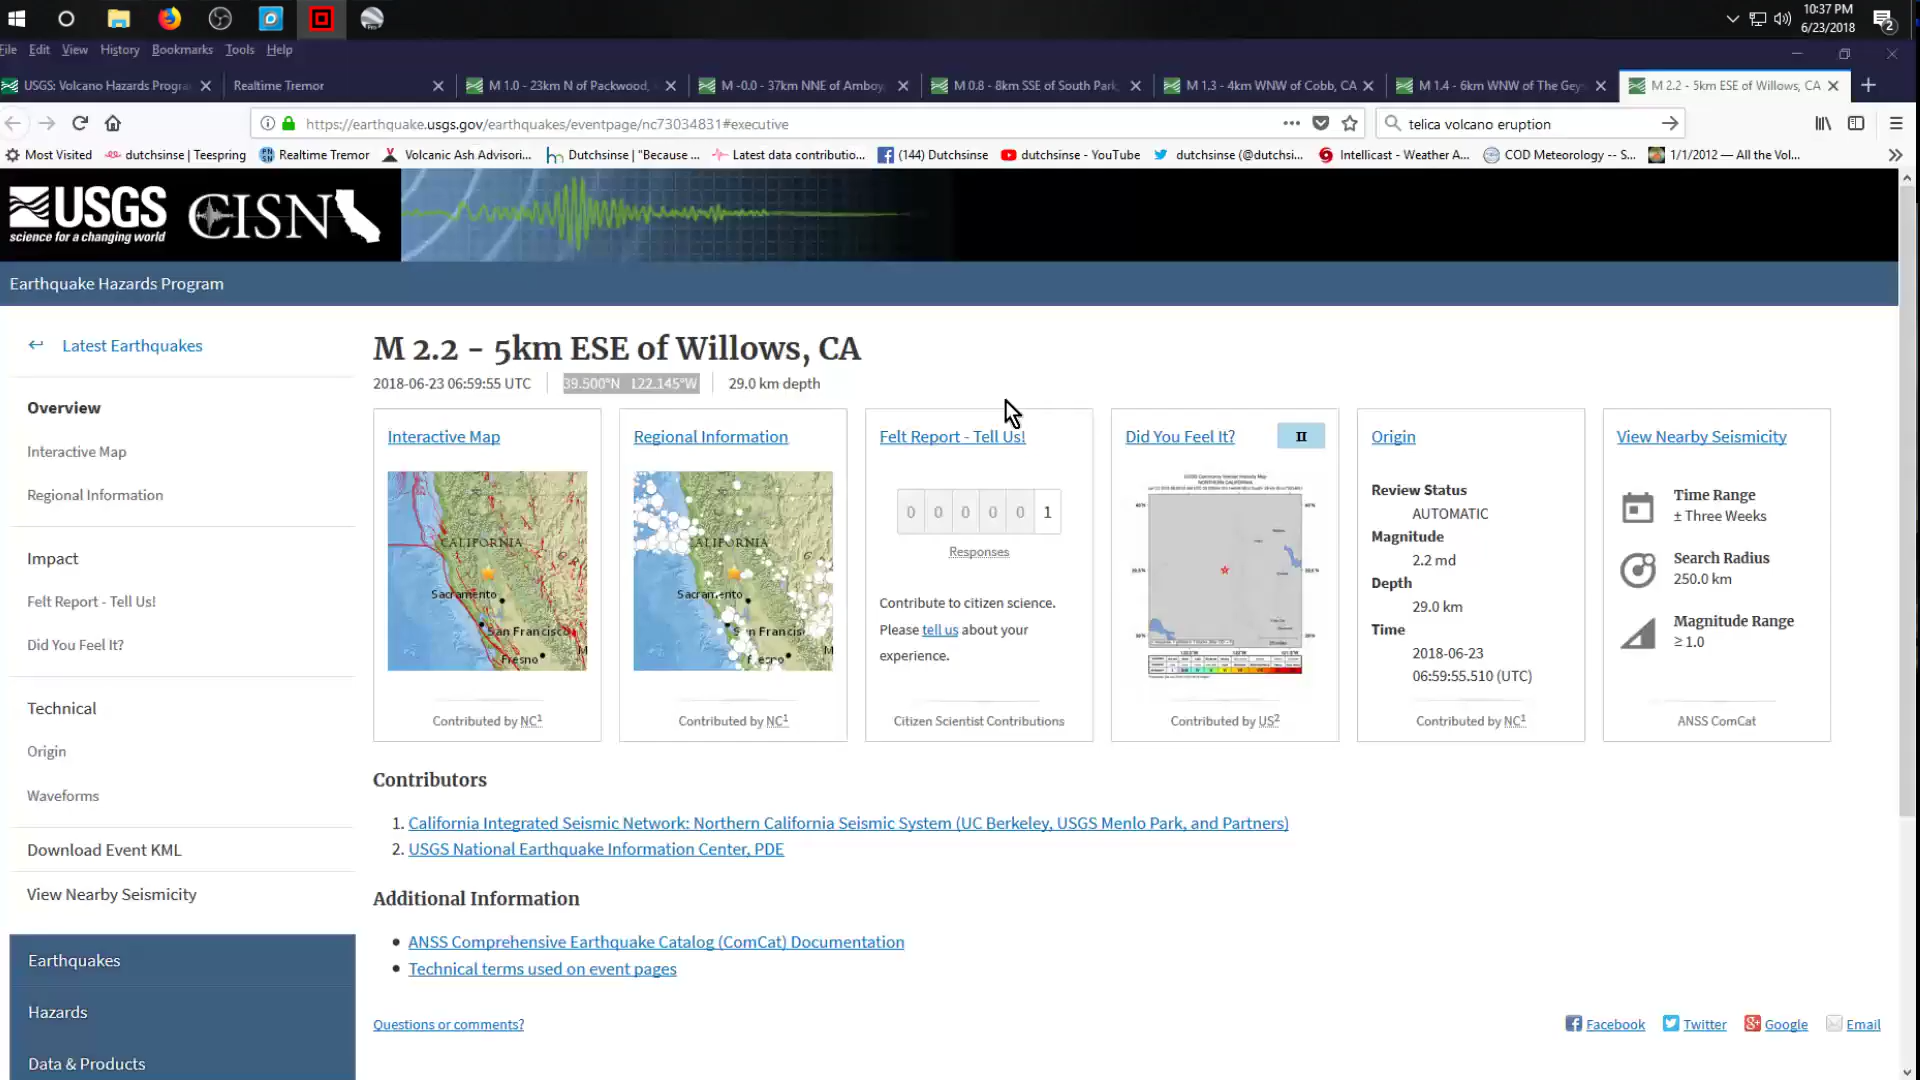 10:37 PM
6/23/2018
2
File Edit View History Bookmarks Tools Help
USGS: Volcano Hazards Progra
Realtime Tremor
M 1.0 - 23km N of Packwood,
M -0.0 - 37km NNE of Amboy,
M 0.8 - 8km SSE of South Park,
M 1.3 - 4km WNW of Cobb, CA
M 1.4 - 6km WNW of The Gey
M 2.2 - 5km ESE of Willows, CA
https://earthquake.usgs.gov/earthquakes/eventpage/nc73034831#executive
telica volcano eruption
Most Visited
dutchsinse | Teespring
Realtime Tremor
Volcanic Ash Advisori...
Dutchsinse | "Because ...
Latest data contributio...
(144) Dutchsinse
dutchsinse - YouTube
dutchsinse (@dutchsi...
Intellicast - Weather A...
COD Meteorology -- S...
1/1/2012 — All the Vol...
USGS
science for a changing world
CISN
Earthquake Hazards Program
Latest Earthquakes
Overview
Interactive Map
Regional Information
Impact
Felt Report - Tell Us!
Did You Feel It?
Technical
Origin
Waveforms
Download Event KML
View Nearby Seismicity
Earthquakes
Hazards
Data & Products
M 2.2 - 5km ESE of Willows, CA
2018-06-23 06:59:55 UTC
39.500°N 122.145°W
29.0 km depth
Interactive Map
CALIFORNIA
Sacramento
San Francisco
Fresno
M
Contributed by NC1
Regional Information
ALIFORNIA
Sacramento
San Francis
Fresno
M
Contributed by NC1
Felt Report - Tell Us!
0 0 0 0 0 1
Responses
Contribute to citizen science.
Please tell us about your
experience.
Citizen Scientist Contributions
Did You Feel It?
II
Contributed by US2
Origin
Review Status
AUTOMATIC
Magnitude
2.2 md
Depth
29.0 km
Time
2018-06-23
06:59:55.510 (UTC)
Contributed by NC1
View Nearby Seismicity
Time Range
± Three Weeks
Search Radius
250.0 km
Magnitude Range
≥ 1.0
ANSS ComCat
Contributors
1. California Integrated Seismic Network: Northern California Seismic System (UC Berkeley, USGS Menlo Park, and Partners)
2. USGS National Earthquake Information Center, PDE
Additional Information
ANSS Comprehensive Earthquake Catalog (ComCat) Documentation
Technical terms used on event pages
Questions or comments?
Facebook
Twitter
Google
Email